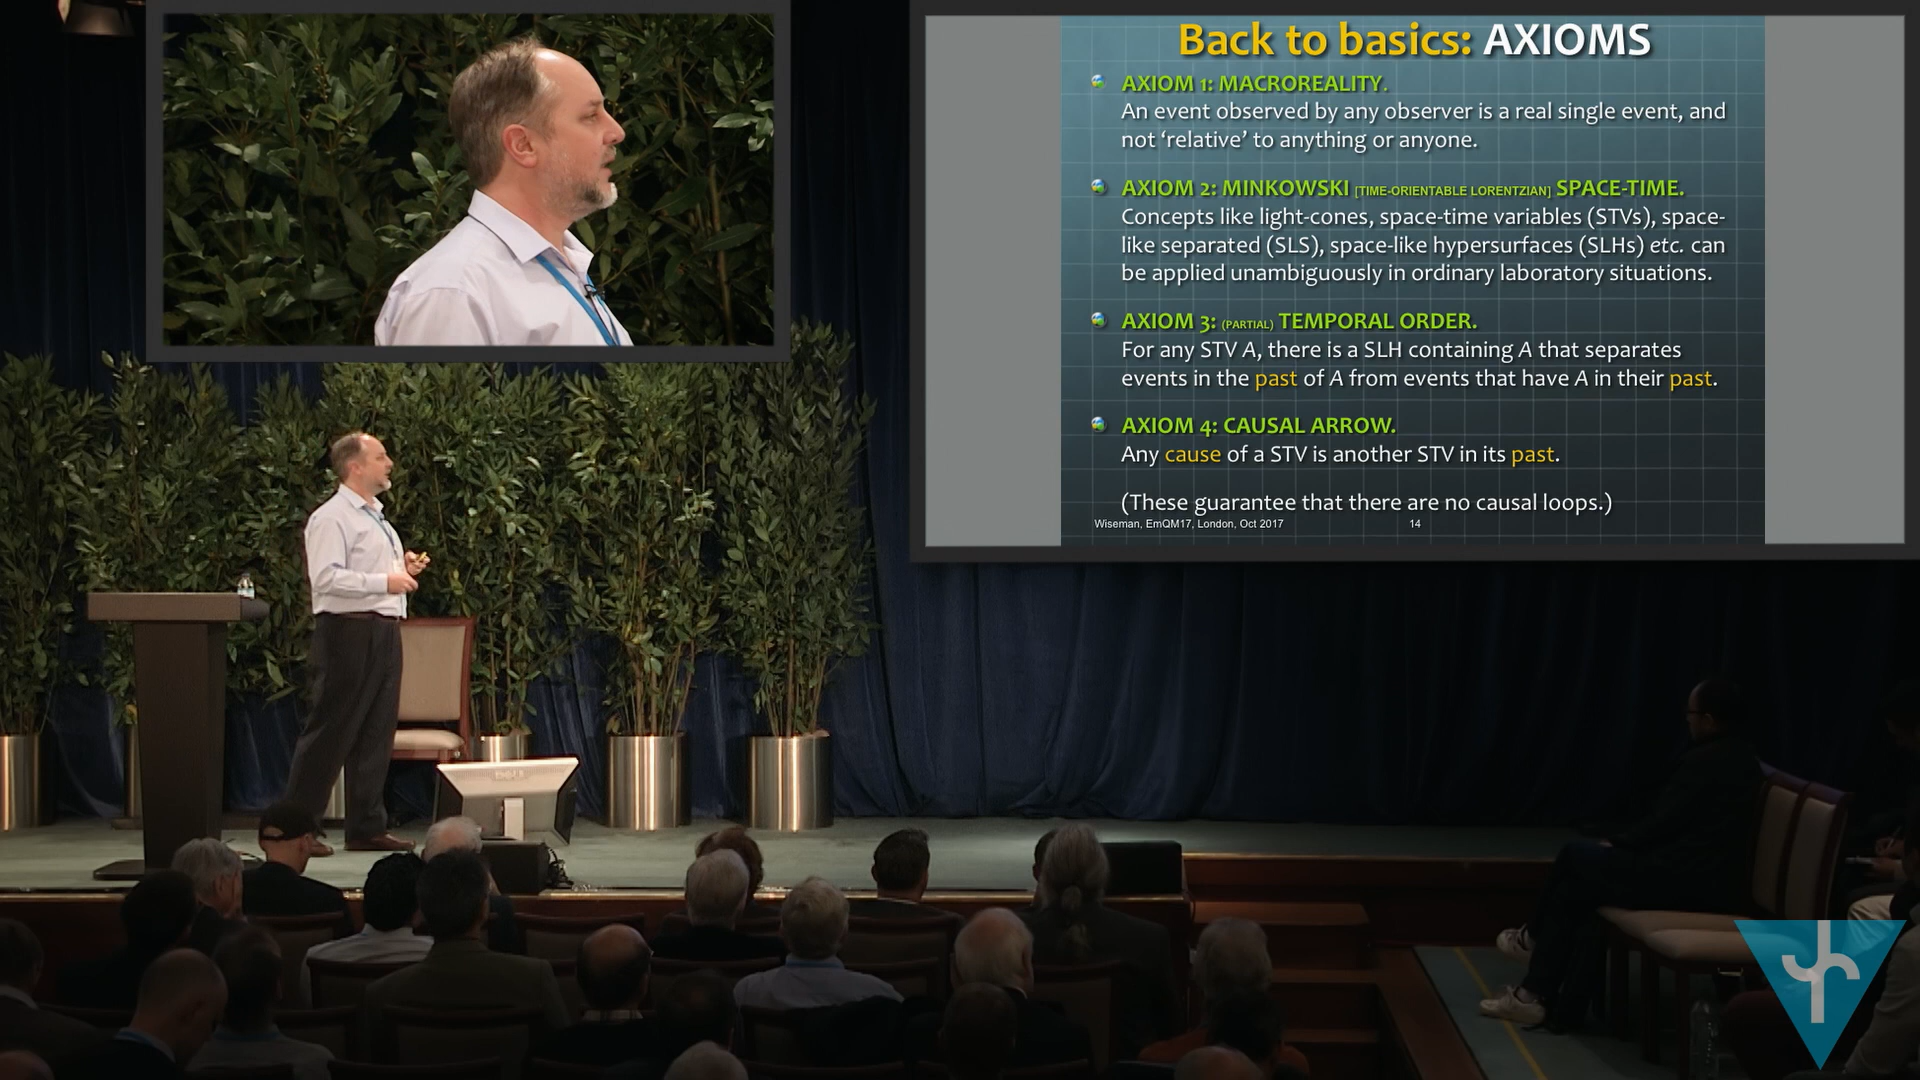 Back to basics: AXIOMS
AXIOM 1: MACROREALITY.
An event observed by any observer is a real single event, and
not ‘relative’ to anything or anyone.
AXIOM 2: MINKOWSKI [TIME-ORIENTABLE LORENTZIAN] SPACE-TIME.
Concepts like light-cones, space-time variables (STVs), space-
like separated (SLS), space-like hypersurfaces (SLHs) etc. can
be applied unambiguously in ordinary laboratory situations.
AXIOM 3: (PARTIAL) TEMPORAL ORDER.
For any STV A, there is a SLH containing A that separates
events in the past of A from events that have A in their past.
AXIOM 4: CAUSAL ARROW.
Any cause of a STV is another STV in its past.
(These guarantee that there are no causal loops.)
Wiseman, EmQM17, London, Oct 2017 14
DELL